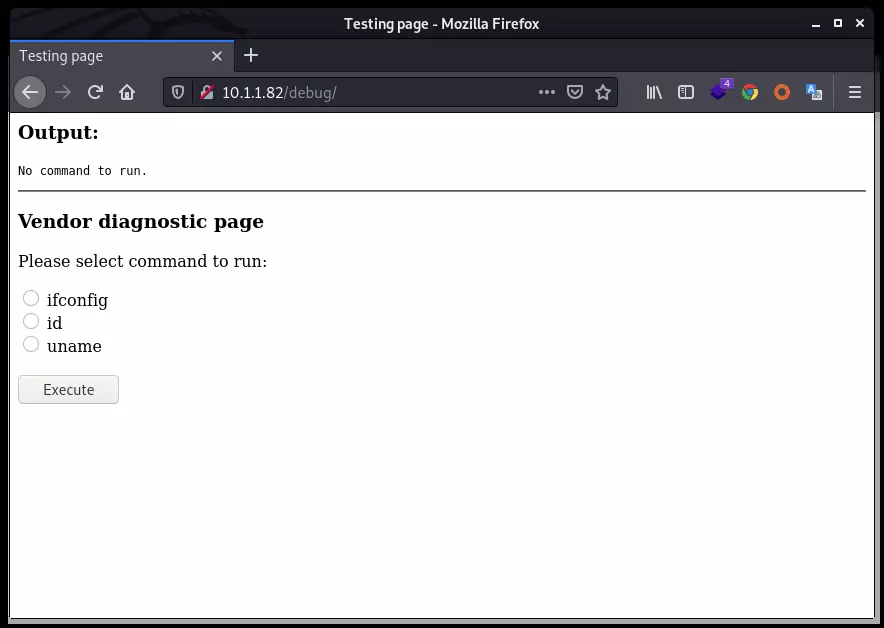 Testing page - Mozilla Firefox
Testing page
10.1.1.82/debug/
4
Output:
No command to run.
Vendor diagnostic page
Please select command to run:
ifconfig
id
uname
Execute